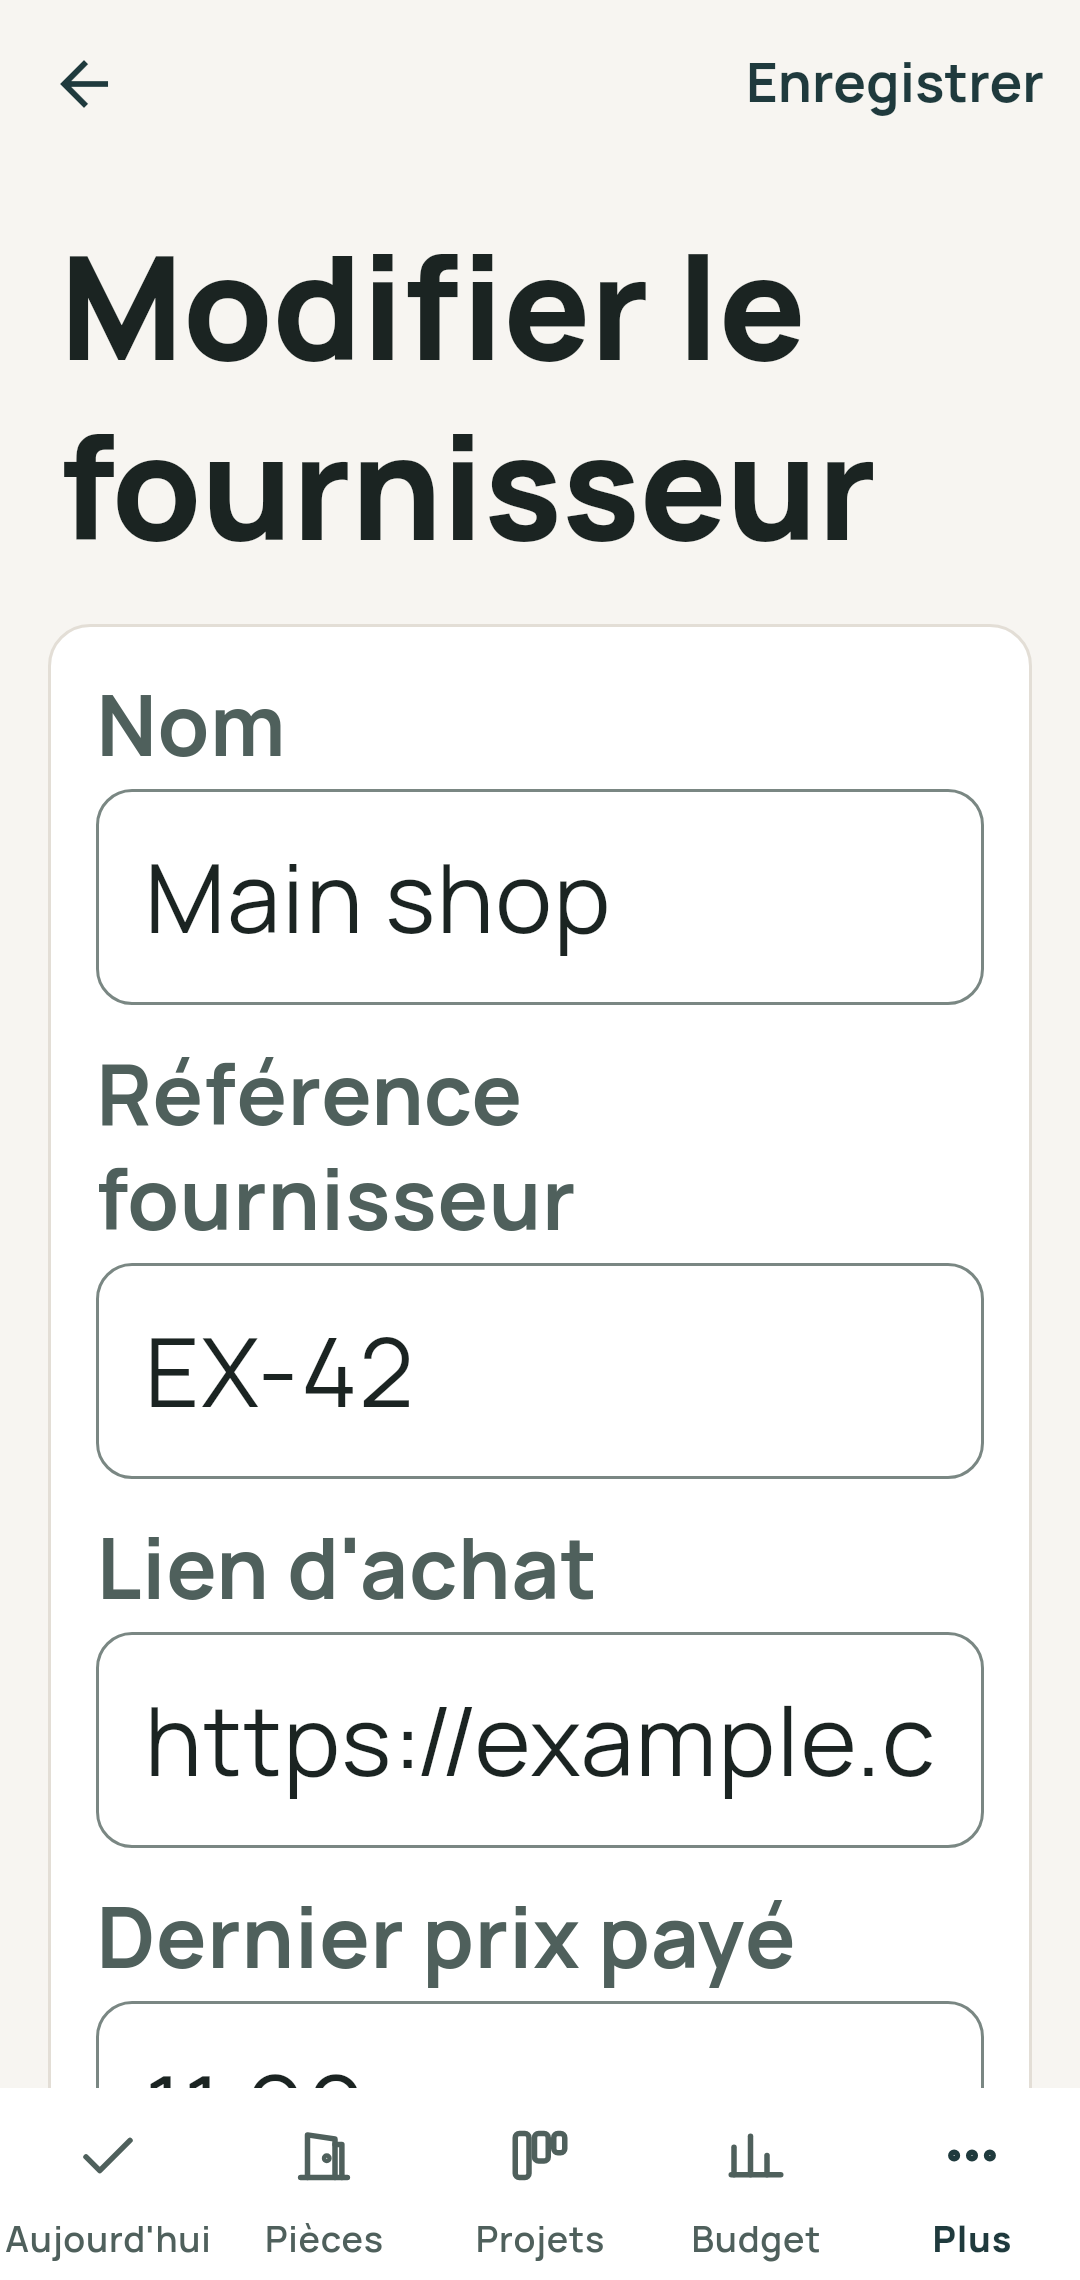 Enregistrer
Modifier le
fournisseur
Nom
Main shop
Référence
fournisseur
EX-42
Lien d'achat
https://example.c
Dernier prix payé
Aujourd'hui
Pièces
Projets
Budget
Plus